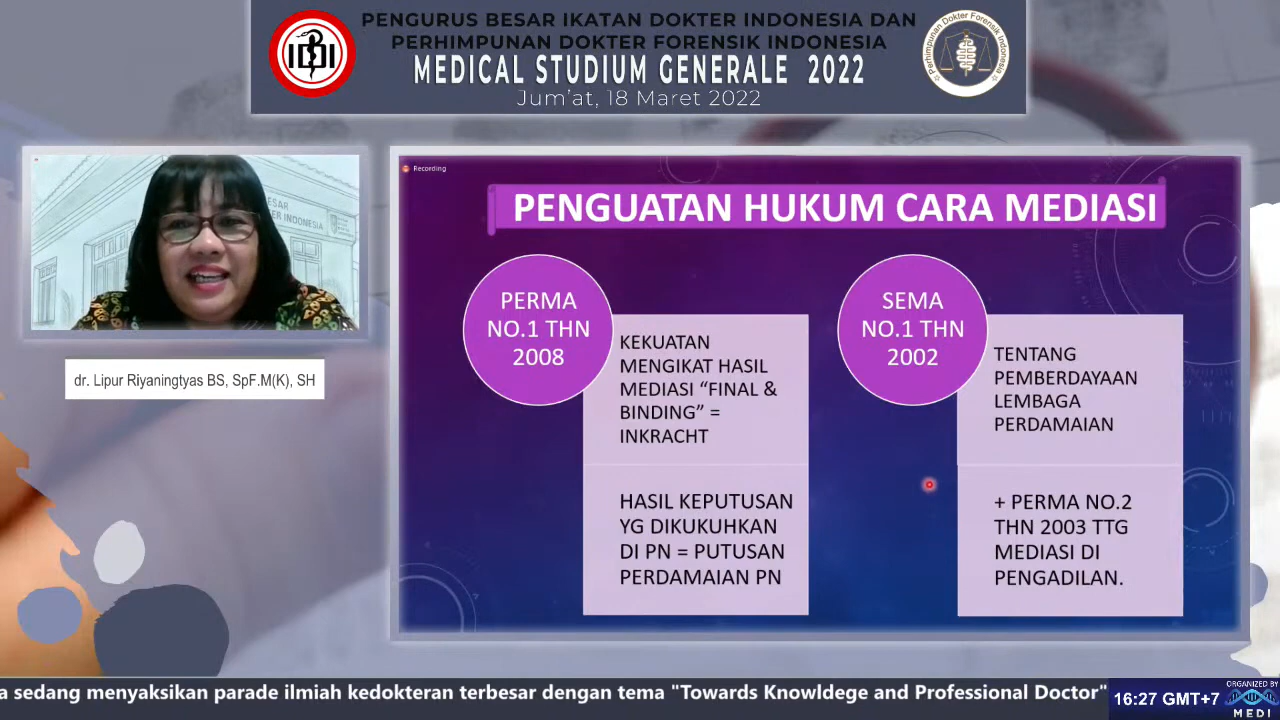 PENGURUS BESAR IKATAN DOKTER INDONESIA DAN
PERHIMPUNAN DOKTER FORENSIK INDONESIA
MEDICAL STUDIUM GENERALE 2022
Jum'at, 18 Maret 2022
Perhimpunan Dokter Forensik Indonesia
Recording
dr. Lipur Riyaningtyas BS, SpF.M(K), SH
PENGUATAN HUKUM CARA MEDIASI
PERMA
NO.1 THN
2008
KEKUATAN
MENGIKAT HASIL
MEDIASI “FINAL &
BINDING” =
INKRACHT
HASIL KEPUTUSAN
YG DIKUKUHKAN
DI PN = PUTUSAN
PERDAMAIAN PN
SEMA
NO.1 THN
2002
TENTANG
PEMBERDAYAAN
LEMBAGA
PERDAMAIAN
+ PERMA NO.2
THN 2003 TTG
MEDIASI DI
PENGADILAN.
a sedang menyaksikan parade ilmiah kedokteran terbesar dengan tema "Towards Knowldege and Professional Doctor"
16:27 GMT+7
ORGANIZED BY
MEDI